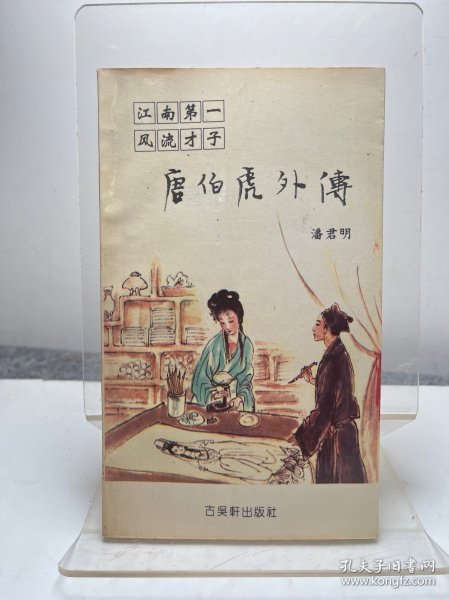 江南第一
风流才子
唐伯虎外傳
潘君明
古吳軒出版社
孔夫子旧书网
www.kongfz.com